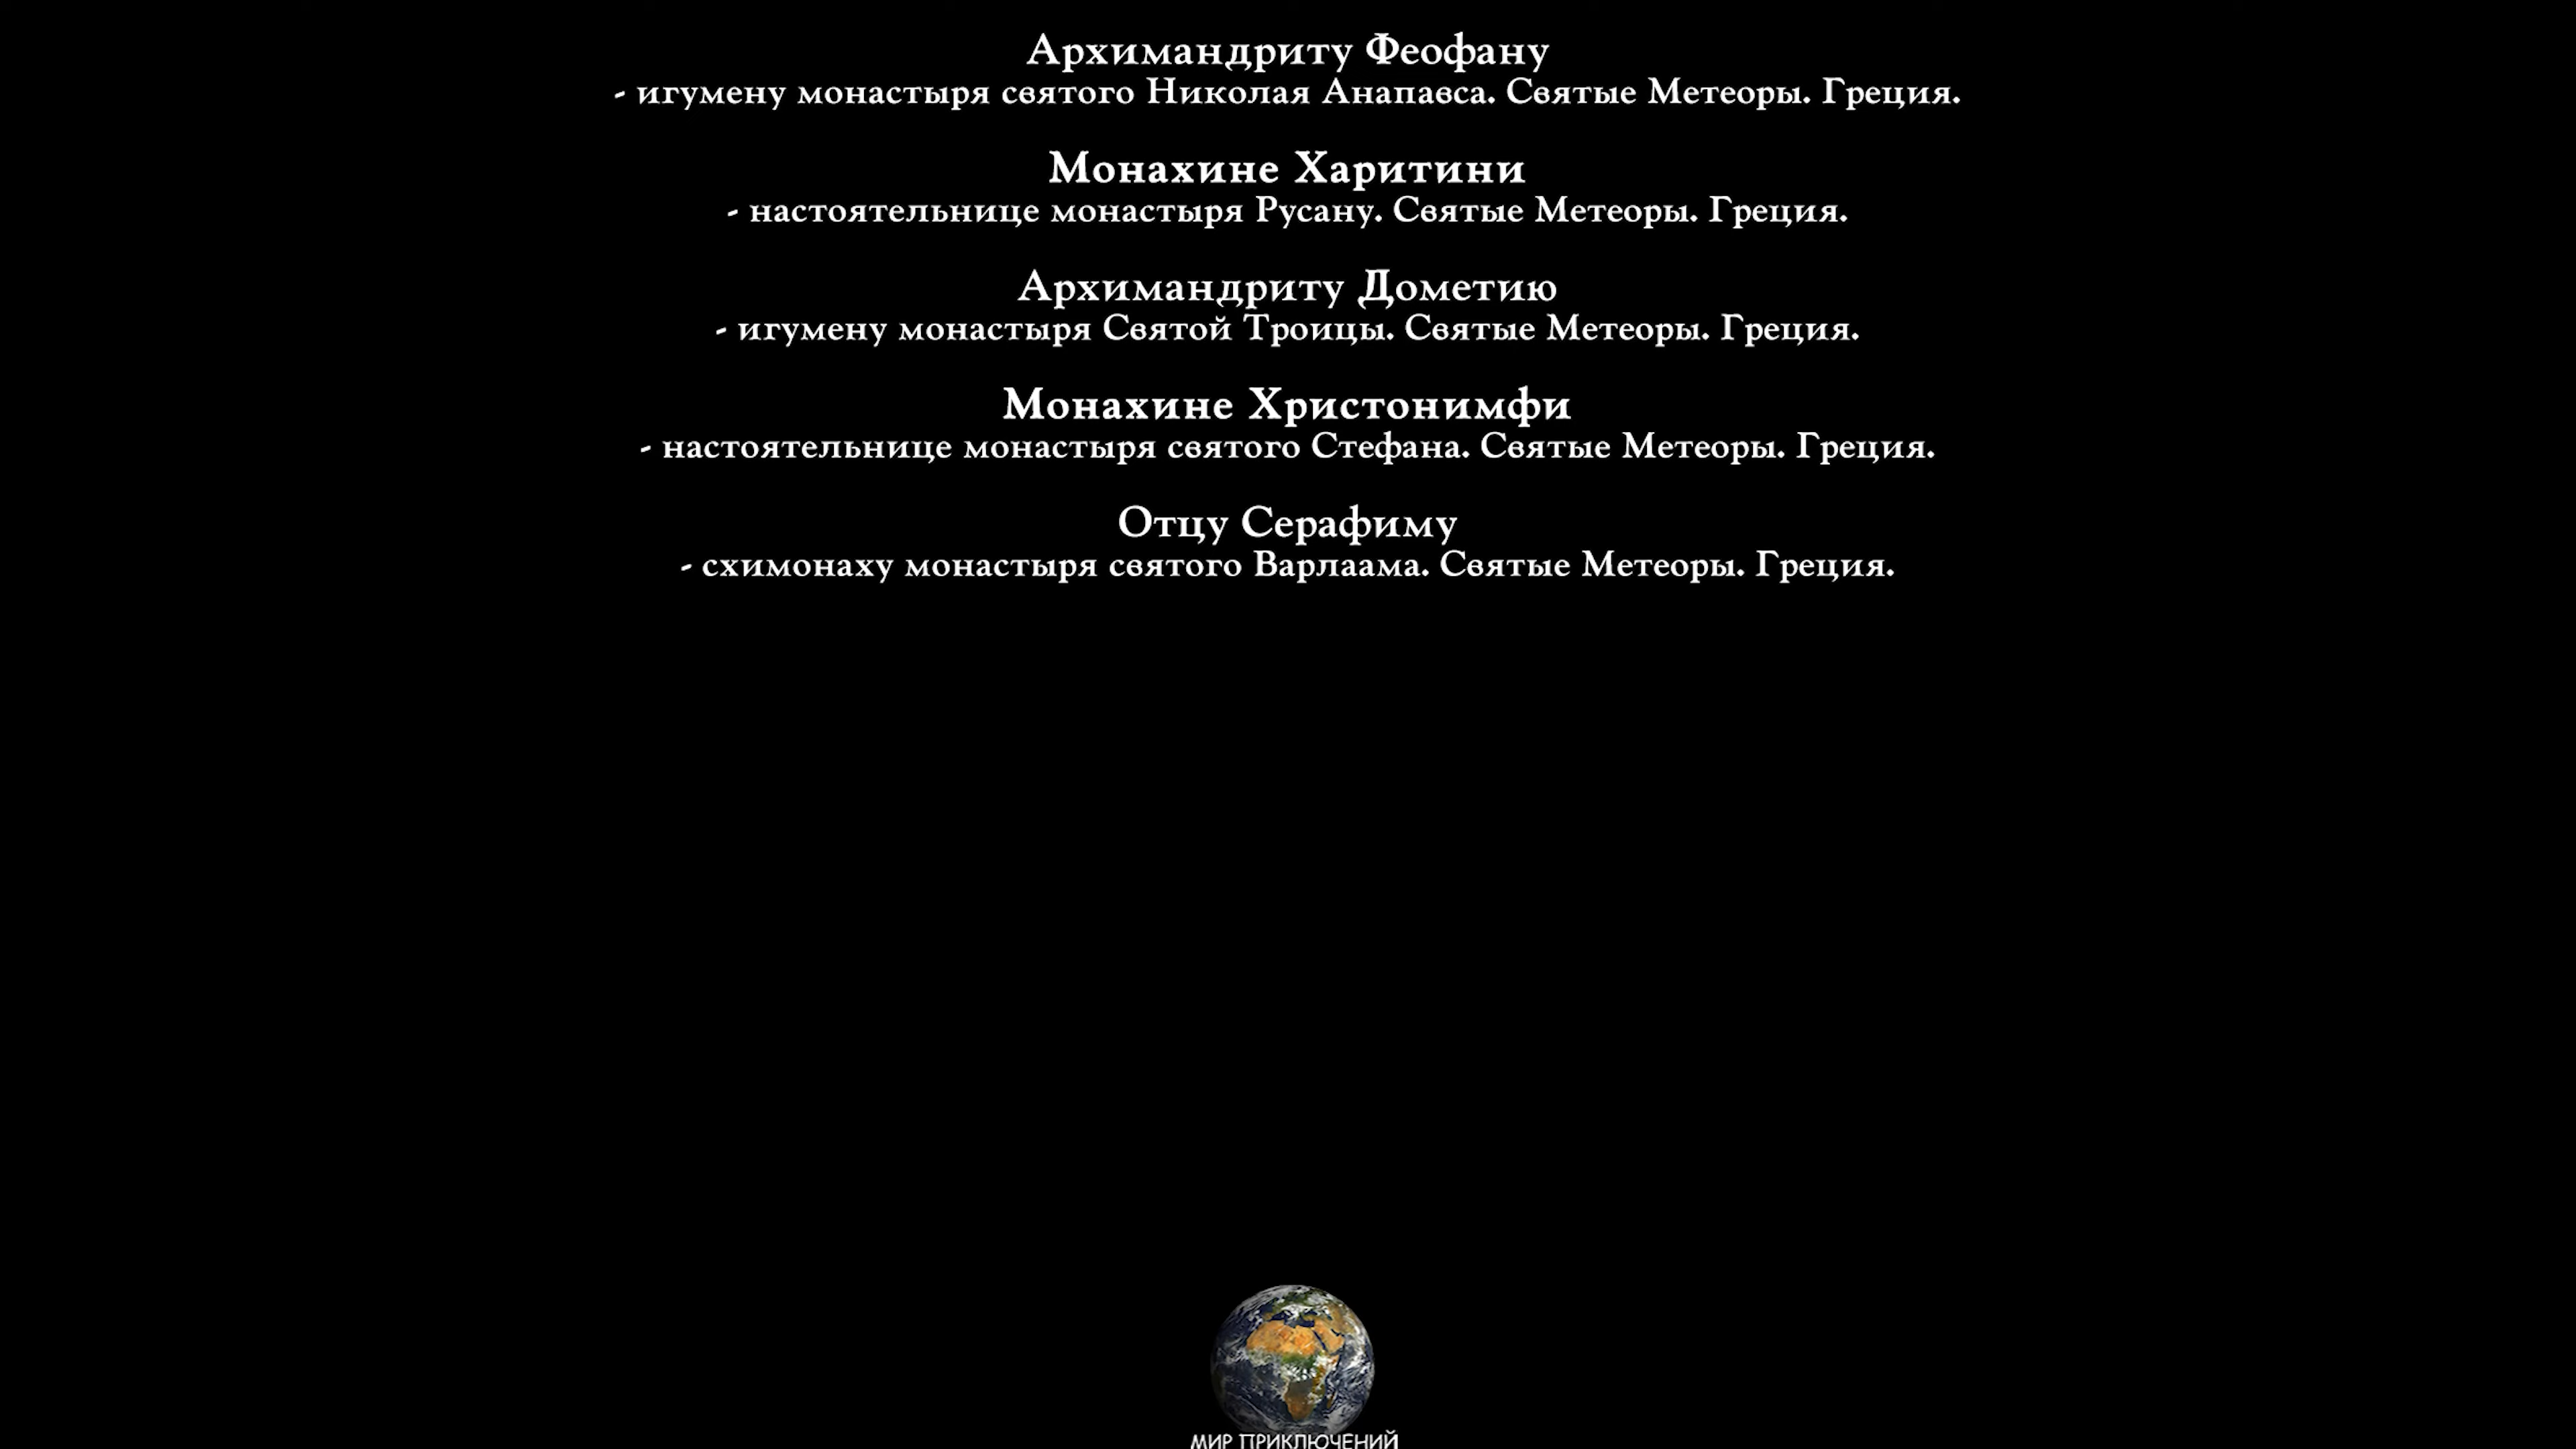 Архимандриту Феофану
- игумену монастыря святого Николая Анапавса. Святые Метеоры. Греция.
Монахине Харитини
- настоятельнице монастыря Русану. Святые Метеоры. Греция.
Архимандриту Дометию
- игумену монастыря Святой Троицы. Святые Метеоры. Греция.
Монахине Христонимфи
- настоятельнице монастыря святого Стефана. Святые Метеоры. Греция.
Отцу Серафиму
- схимонаху монастыря святого Варлаама. Святые Метеоры. Греция.
МИР ПРИКЛЮЧЕНИЙ